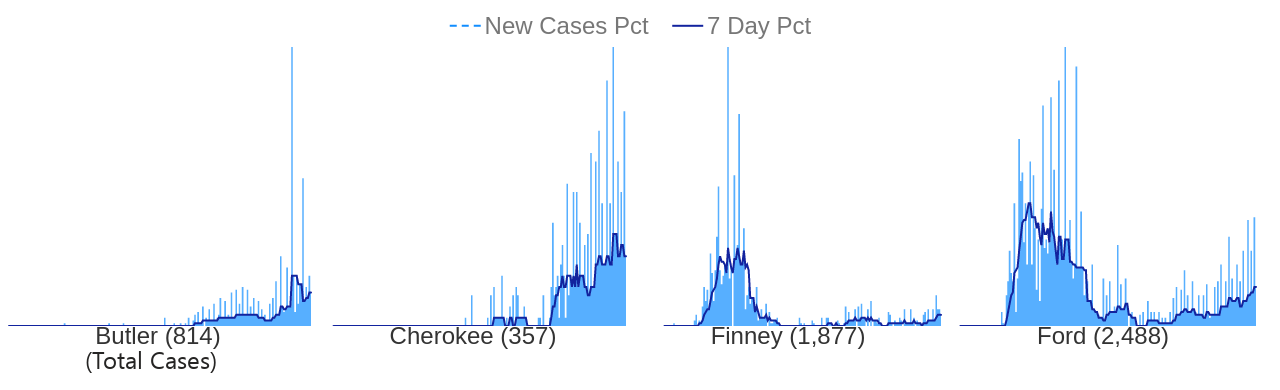 New Cases Pct 7 Day Pct
Butler (814) Cherokee (357) Finney (1,877) Ford (2,488)
(Total Cases)